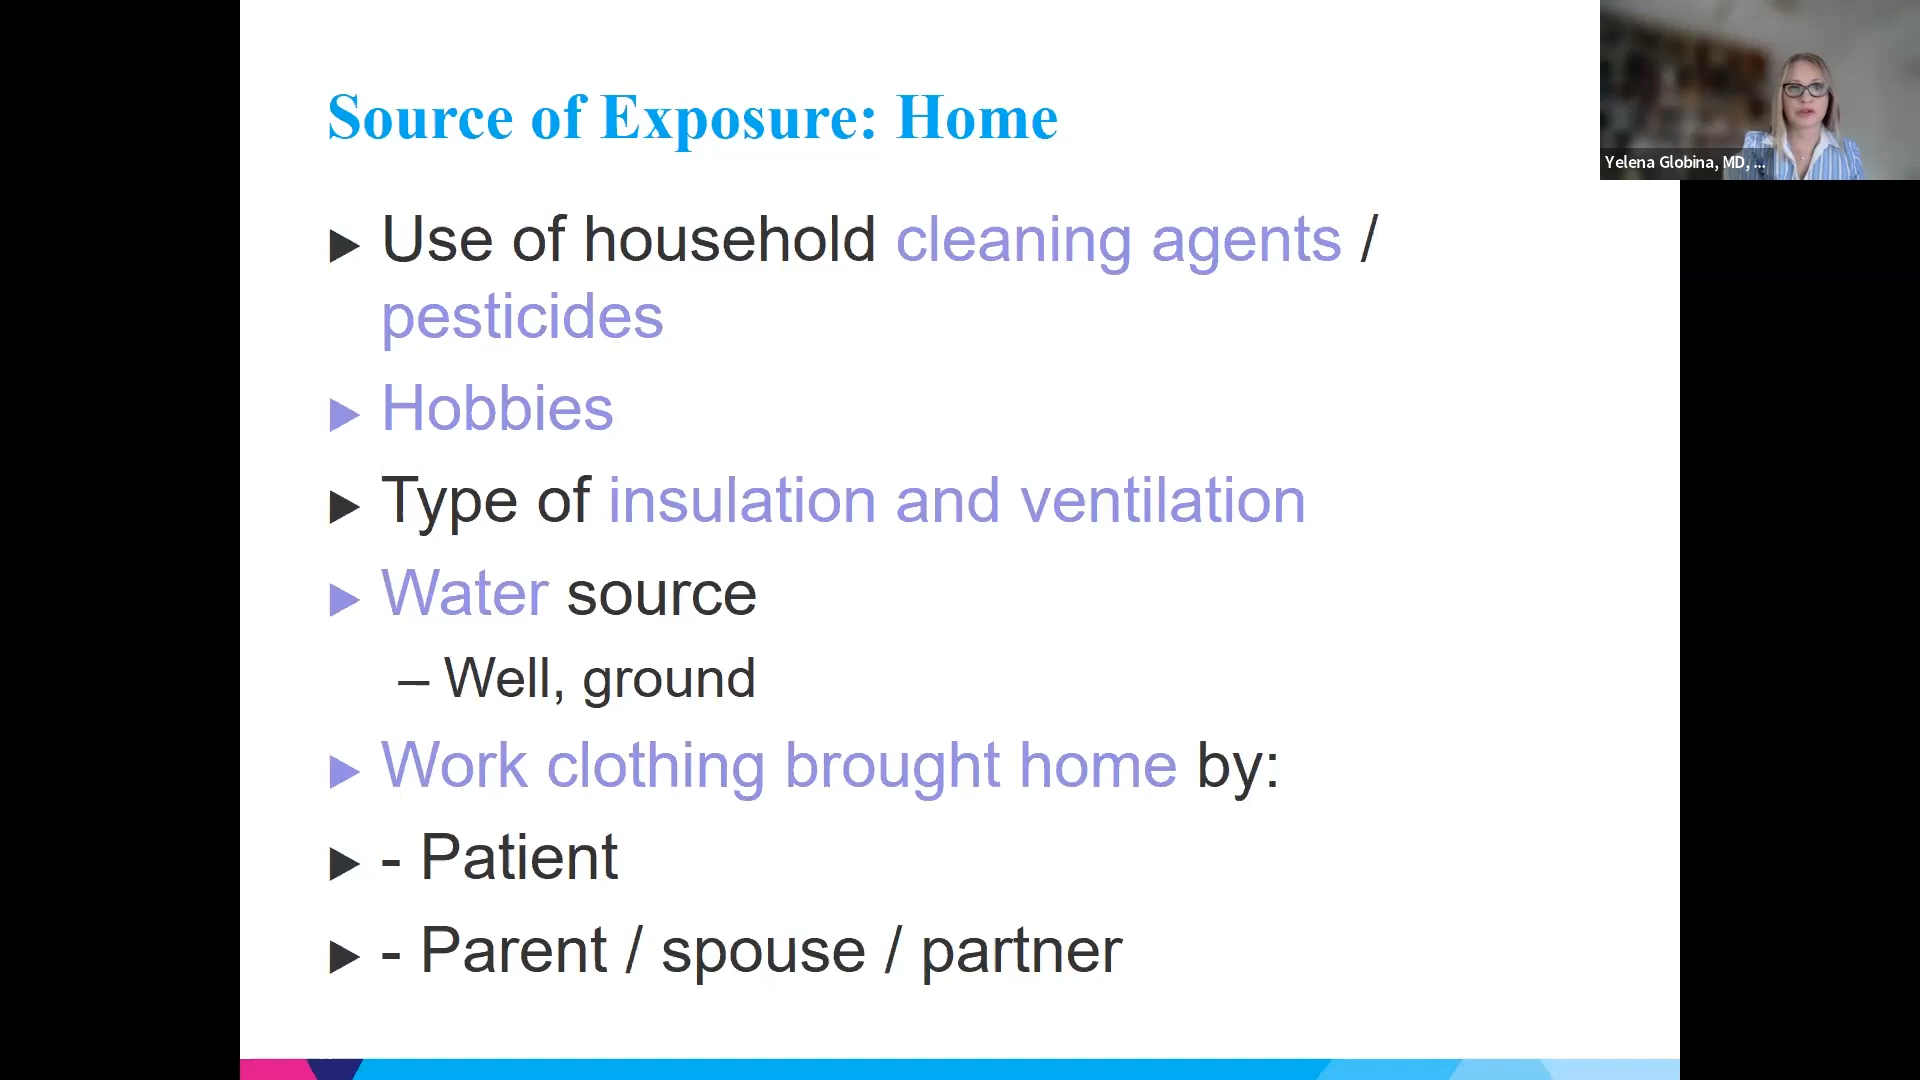 Source of Exposure: Home
Yelena Globina, MD, ...
▶ Use of household cleaning agents /
pesticides
▶ Hobbies
▶ Type of insulation and ventilation
▶ Water source
– Well, ground
▶ Work clothing brought home by:
▶ - Patient
▶ - Parent / spouse / partner